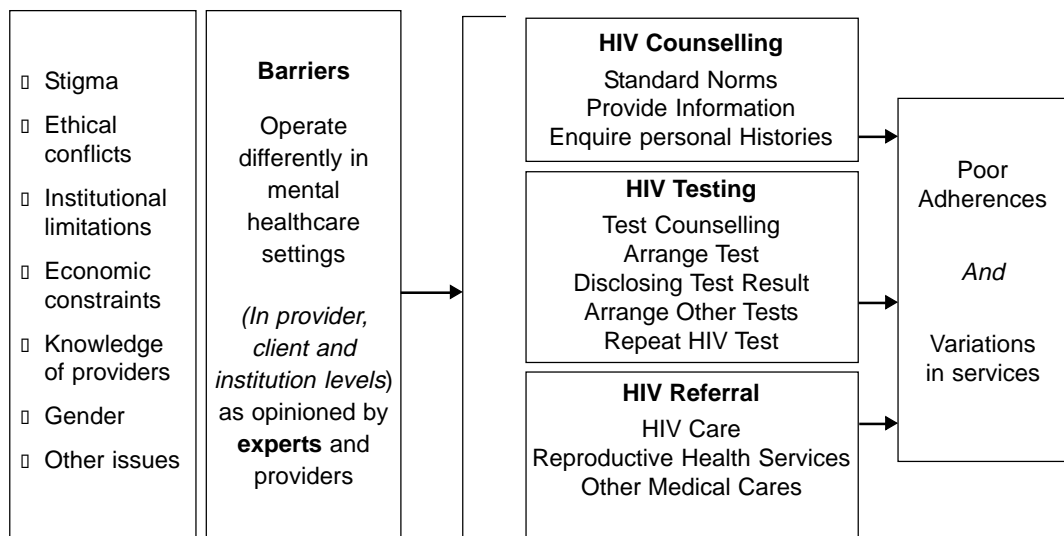 ▯ Stigma
▯ Ethical
conflicts
▯ Institutional
limitations
▯ Economic
constraints
▯ Knowledge
of providers
▯ Gender
▯ Other issues
Barriers
Operate
differently in
mental
healthcare
settings
(In provider,
client and
institution levels)
as opinioned by
experts and
providers
HIV Counselling
Standard Norms
Provide Information
Enquire personal Histories
HIV Testing
Test Counselling
Arrange Test
Disclosing Test Result
Arrange Other Tests
Repeat HIV Test
HIV Referral
HIV Care
Reproductive Health Services
Other Medical Cares
Poor
Adherences
And
Variations
in services